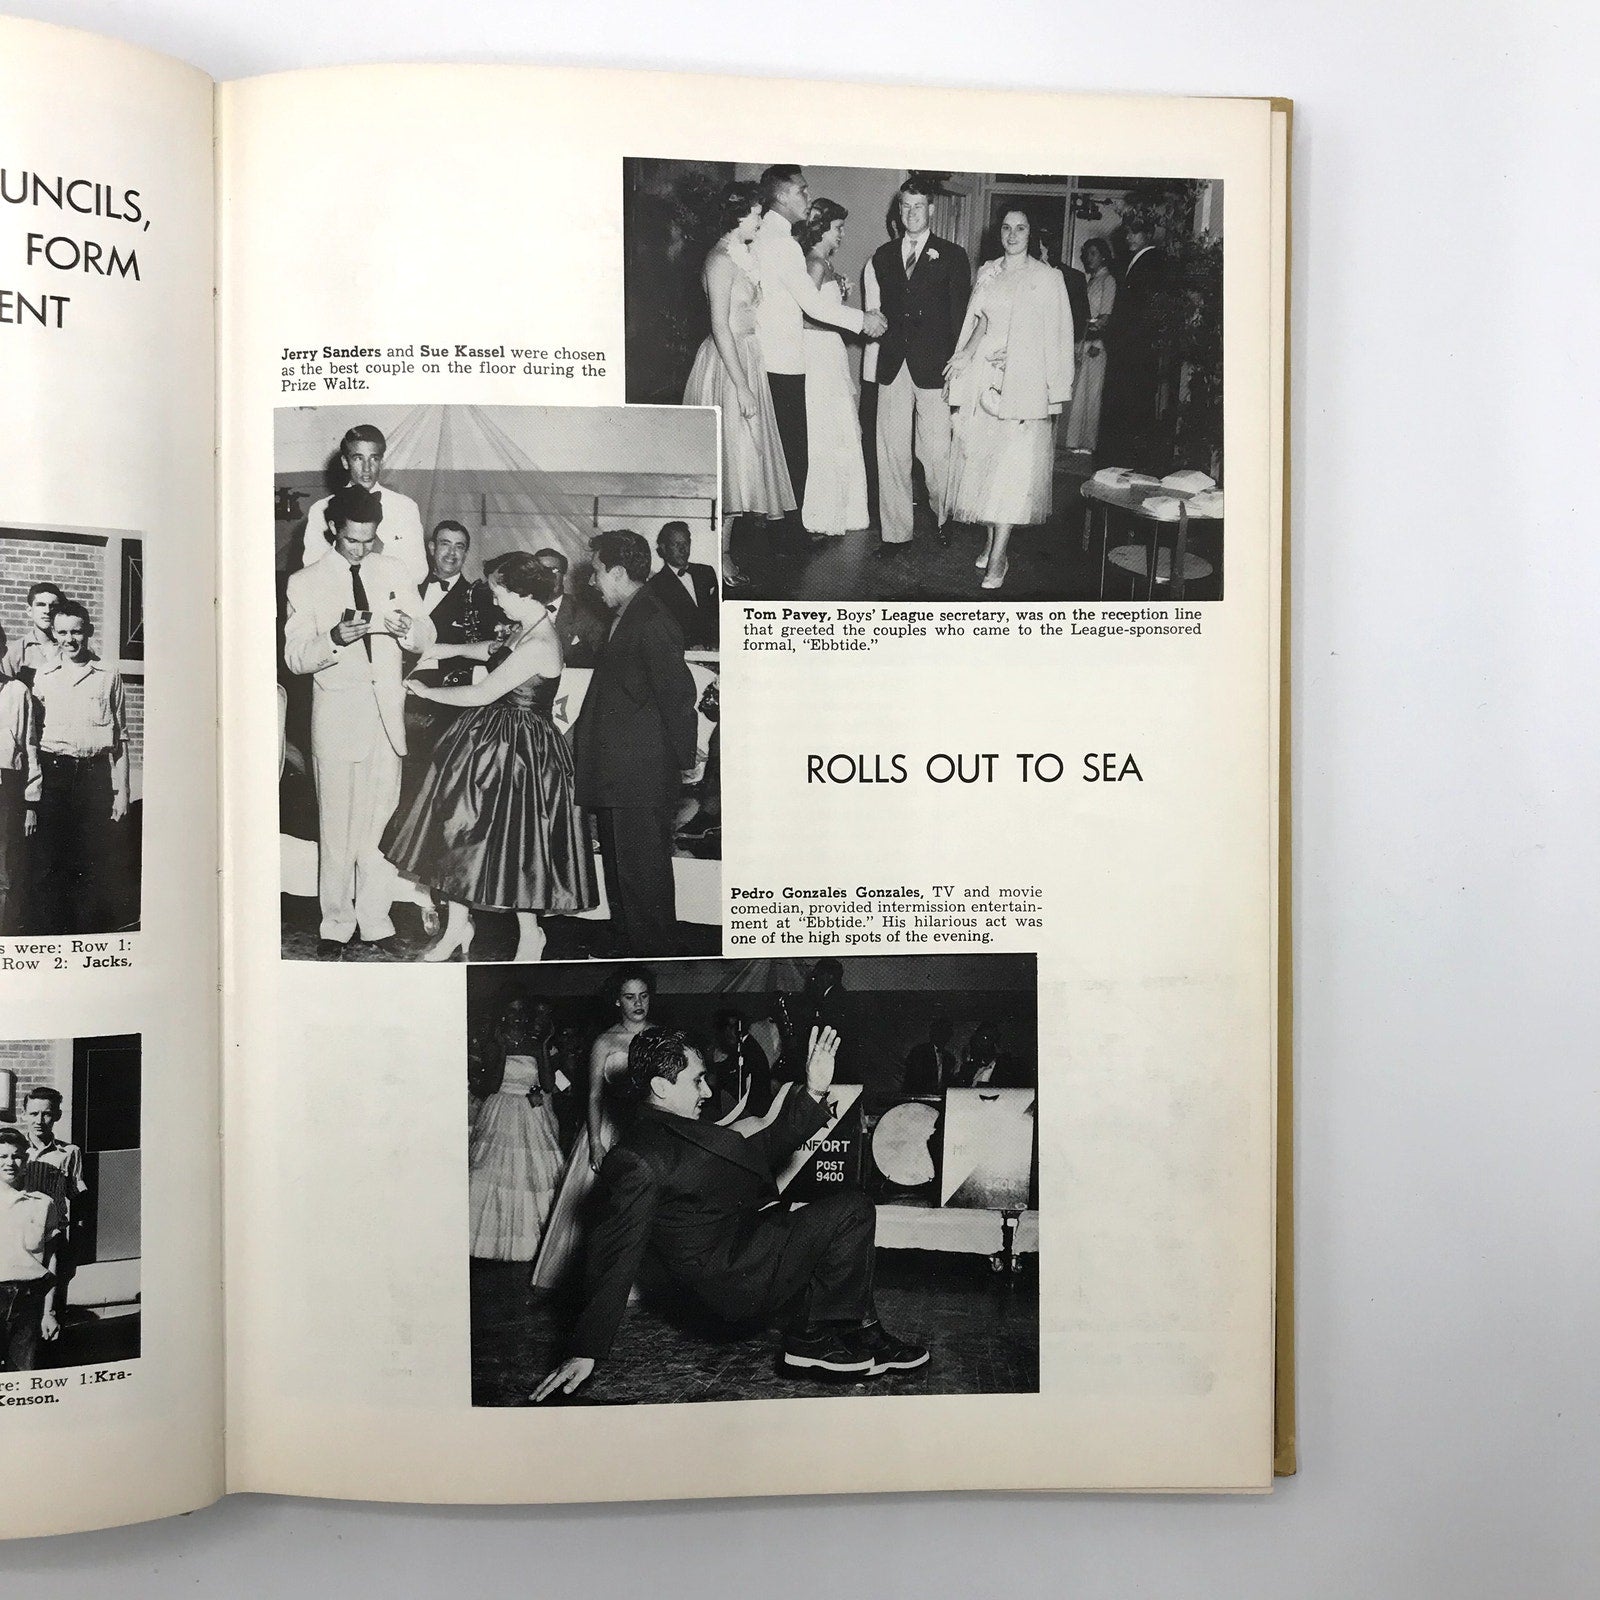 UNCILS,
FORM
ENT
s were: Row 1:
Row 2: Jacks,
re: Row 1:Kra-
Kenson.
Jerry Sanders and Sue Kassel were chosen
as the best couple on the floor during the
Prize Waltz.
Tom Pavey, Boys' League secretary, was on the reception line
that greeted the couples who came to the League-sponsored
formal, "Ebbtide."
ROLLS OUT TO SEA
Pedro Gonzales Gonzales, TV and movie
comedian, provided intermission entertain-
ment at "Ebbtide." His hilarious act was
one of the high spots of the evening.
NFORT
POST
9400